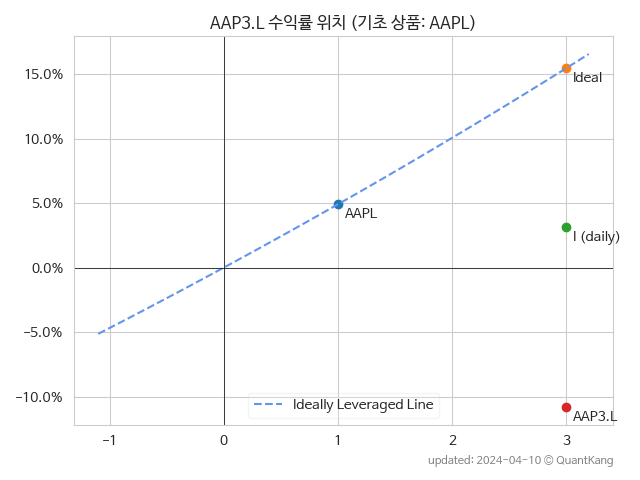 AAP3.L 수익률 위치 (기초 상품: AAPL)
15.0%
10.0%
5.0%
0.0%
−5.0%
−10.0%
Ideal
AAPL
I (daily)
AAP3.L
Ideally Leveraged Line
−1
0
1
2
3
updated: 2024-04-10 © QuantKang